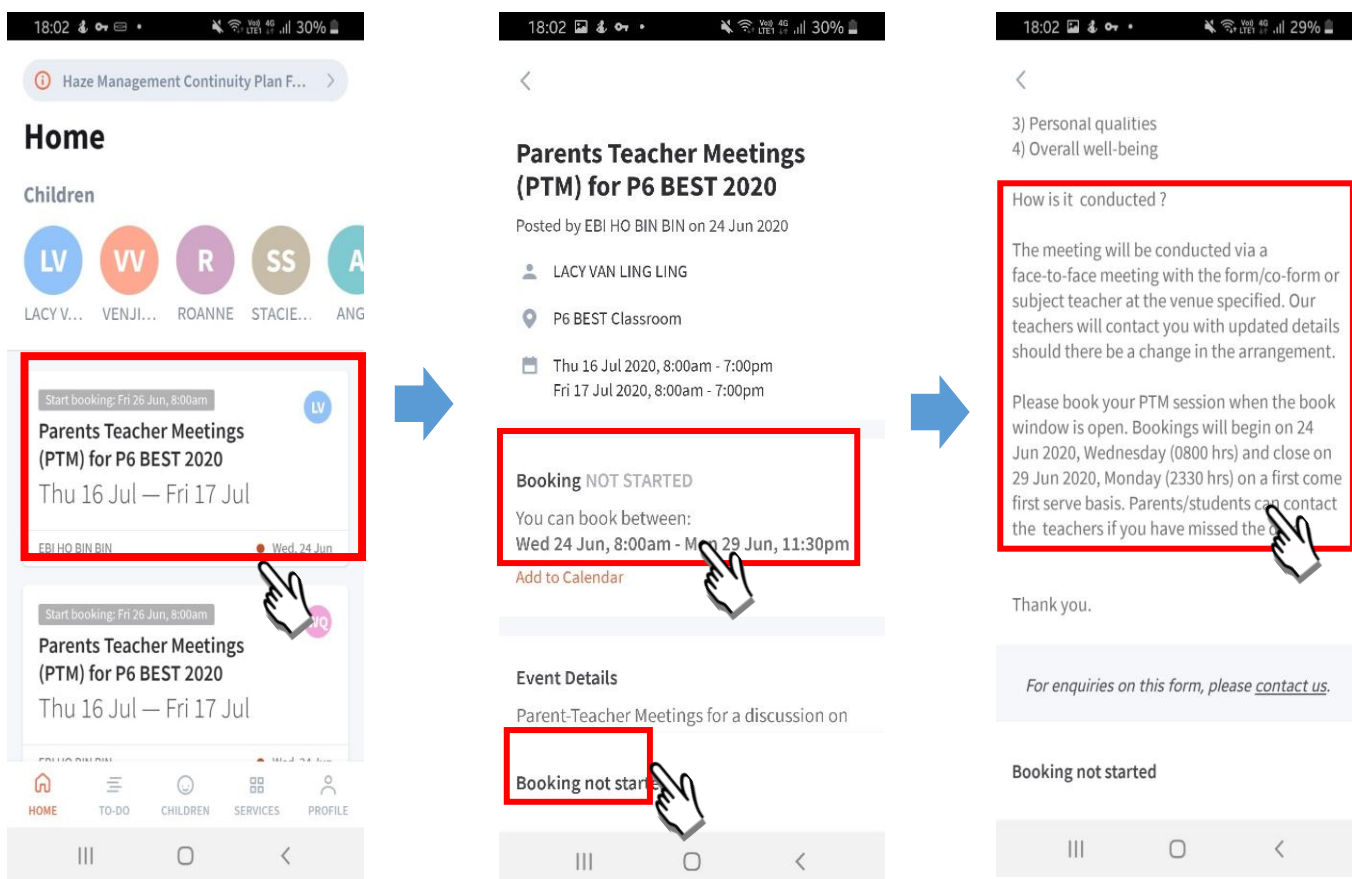 18:02
30%
Haze Management Continuity Plan F...
Home
Children
LV
VV
R
SS
A
LACY V...
VENJI...
ROANNE
STACIE...
ANG
Start booking: Fri 26 Jun, 8:00am
LV
Parents Teacher Meetings
(PTM) for P6 BEST 2020
Thu 16 Jul — Fri 17 Jul
EBI HO BIN BIN
Wed, 24 Jun
Start booking: Fri 26 Jun, 8:00am
Parents Teacher Meetings
(PTM) for P6 BEST 2020
Thu 16 Jul — Fri 17 Jul
HOME
TO-DO
CHILDREN
SERVICES
PROFILE
18:02
30%
Parents Teacher Meetings
(PTM) for P6 BEST 2020
Posted by EBI HO BIN BIN on 24 Jun 2020
LACY VAN LING LING
P6 BEST Classroom
Thu 16 Jul 2020, 8:00am - 7:00pm
Fri 17 Jul 2020, 8:00am - 7:00pm
Booking NOT STARTED
You can book between:
Wed 24 Jun, 8:00am - Mon 29 Jun, 11:30pm
Add to Calendar
Event Details
Parent-Teacher Meetings for a discussion on
Booking not started
18:02
29%
3) Personal qualities
4) Overall well-being
How is it conducted ?
The meeting will be conducted via a
face-to-face meeting with the form/co-form or
subject teacher at the venue specified. Our
teachers will contact you with updated details
should there be a change in the arrangement.
Please book your PTM session when the book
window is open. Bookings will begin on 24
Jun 2020, Wednesday (0800 hrs) and close on
29 Jun 2020, Monday (2330 hrs) on a first come
first serve basis. Parents/students can contact
the teachers if you have missed the
Thank you.
For enquiries on this form, please contact us.
Booking not started